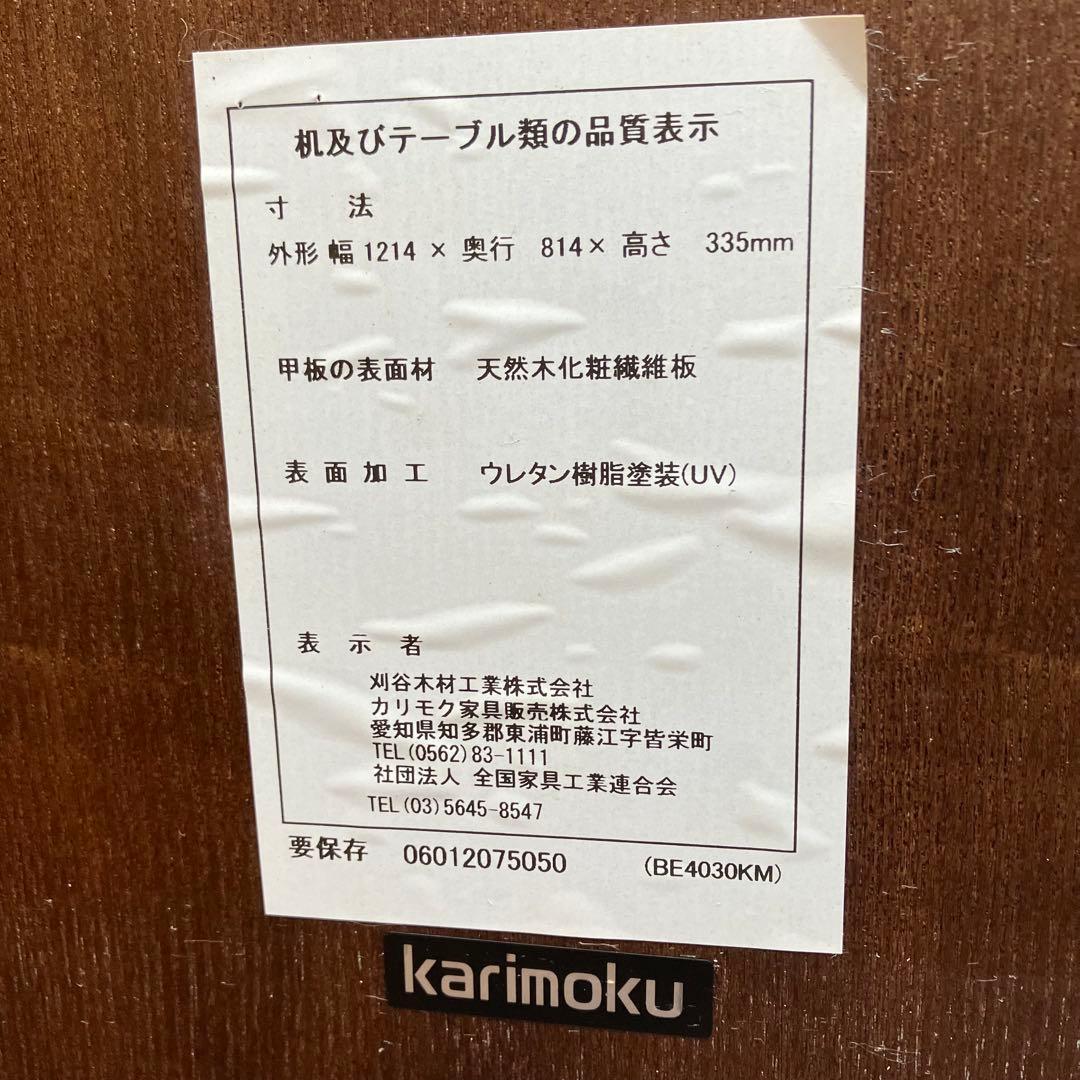 机及びテーブル類の品質表示
寸 法
外形 幅 1214 × 奥行 814× 高さ 335mm
甲板の表面材 天然木化粧繊維板
表面加工 ウレタン樹脂塗装(UV)
表示者
刈谷木材工業株式会社
カリモク家具販売株式会社
愛知県知多郡東浦町藤江字皆栄町
TEL(0562)83-1111
社団法人 全国家具工業連合会
TEL(03)5645-8547
要保存 06012075050 (BE4030KM)
karimoku